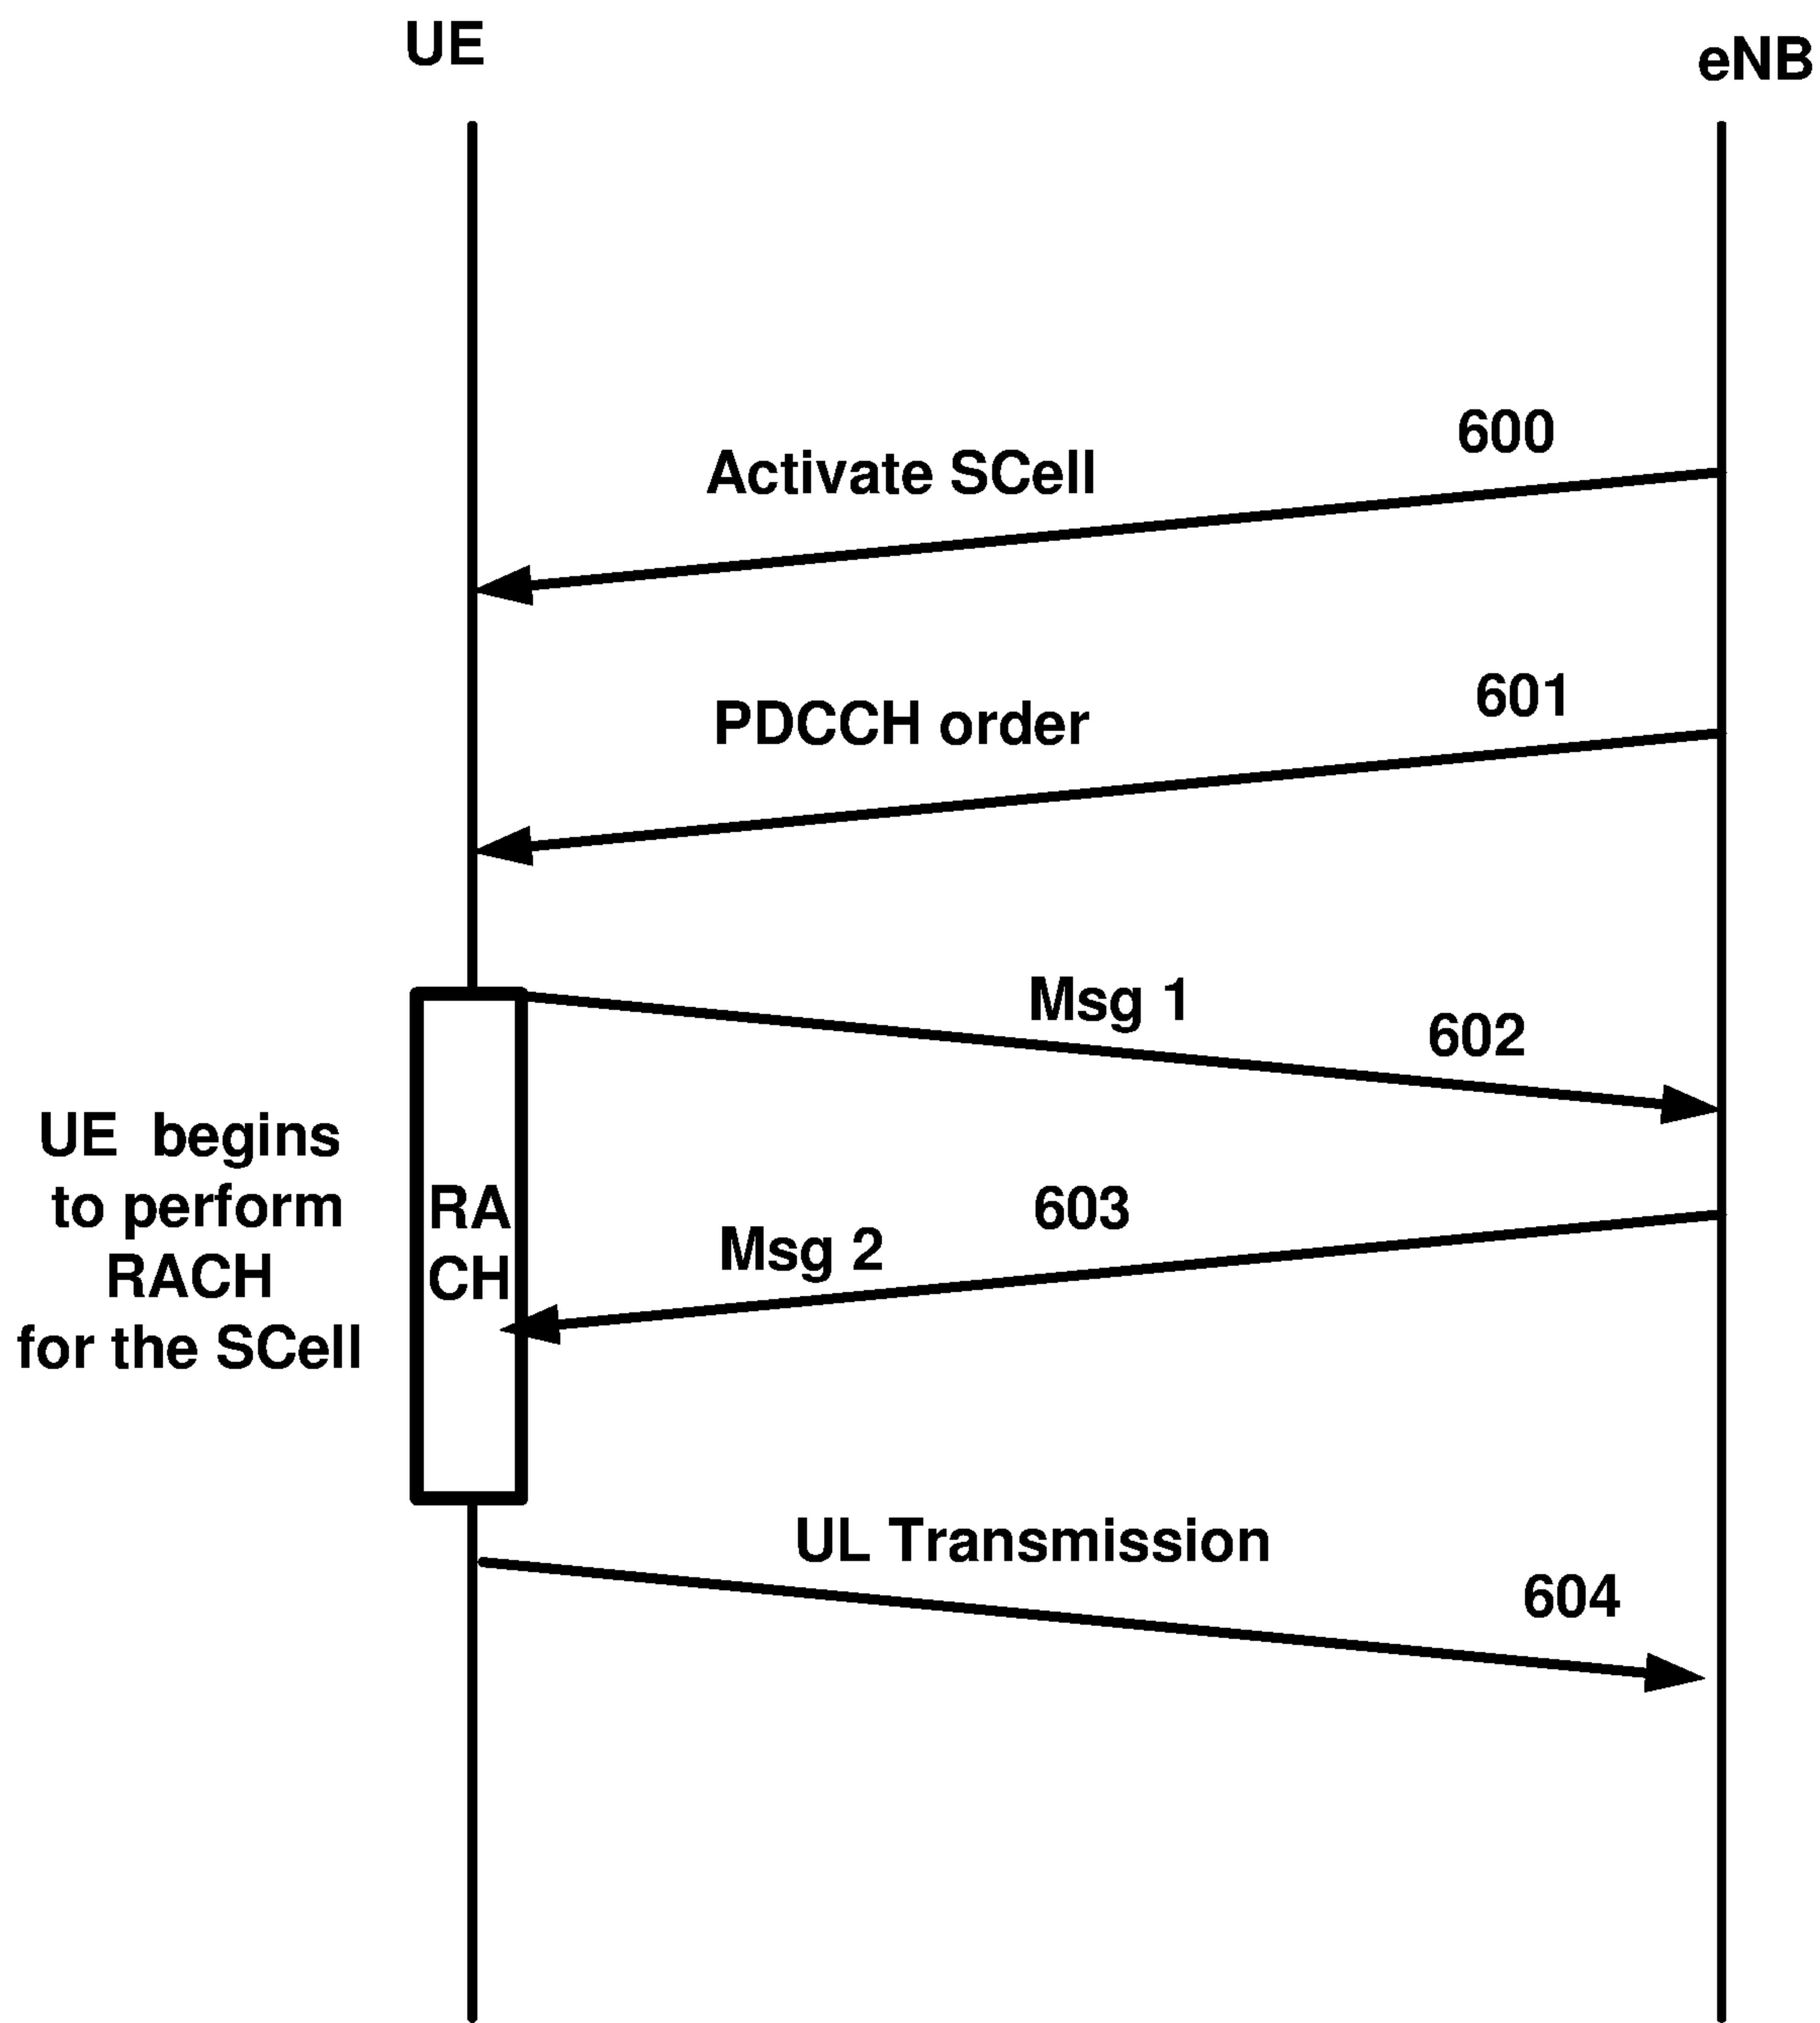 UE
eNB
600
Activate SCell
601
PDCCH order
Msg 1
602
UE begins
to perform
RACH
for the SCell
RA
CH
603
Msg 2
UL Transmission
604